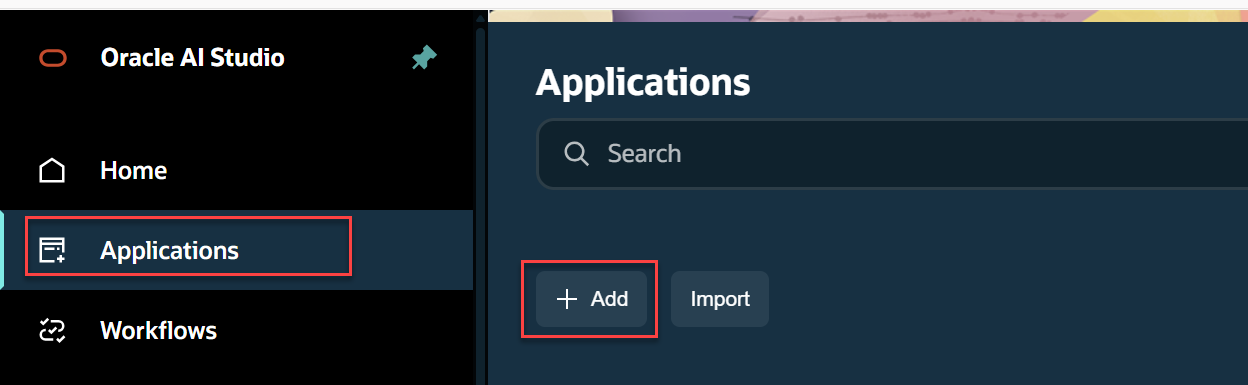 Oracle AI Studio
Home
Applications
Workflows
Applications
Search
Add
Import